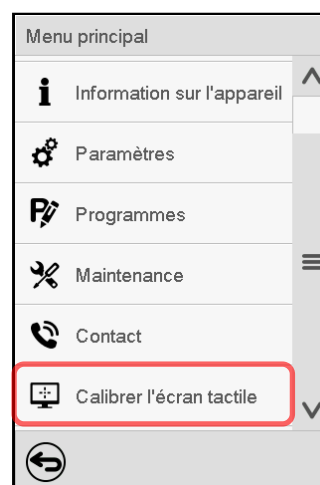 Menu principal
Information sur l'appareil
Paramètres
Programmes
Maintenance
Contact
Calibrer l'écran tactile